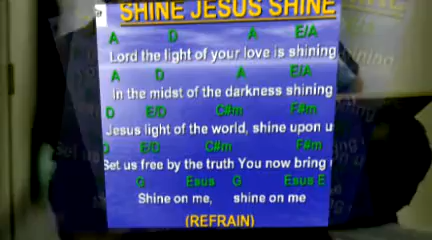 SHINE JESUS SHINE
A D A E/A
Lord the light of your love is shining
A D A E/A
In the midst of the darkness shining
D E/D C#m F#m
Jesus light of the world, shine upon u
D E/D C#m F#m
Set us free by the truth You now bring
G Esus G Esus E
Shine on me, shine on me
(REFRAIN)